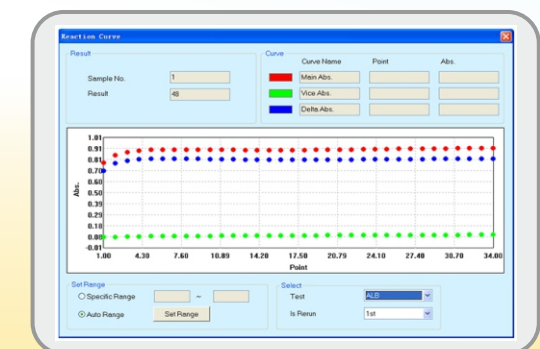 Reaction Curve
Result
Sample No. 1
Result 48
Curve
Curve Name Point Abs.
Main Abs.
Vice Abs.
Delta Abs.
Abs.
1.01
0.91
0.81
0.70
0.60
0.50
0.39
0.29
0.18
0.08
-0.01
1.00 4.30 7.60 10.89 14.20 17.50 20.79 24.10 27.40 30.70 34.00
Point
Set Range
Specific Range ~
Auto Range Set Range
Select
Test ALB
Is Rerun 1st